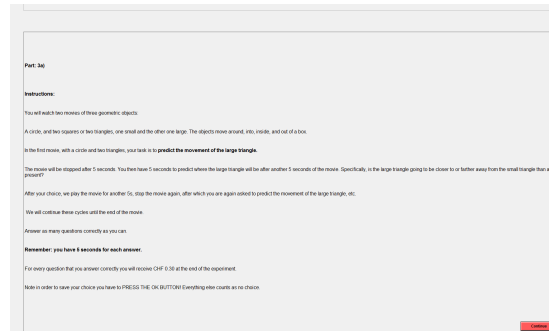 Part: 3a)
Instructions:
You will watch two movies of three geometric objects:
A circle, and two squares or two triangles, one small and the other one large. The objects move around, into, inside, and out of a box.
In the first movie, with a circle and two triangles, your task is to predict the movement of the large triangle.
The movie will be stopped after 5 seconds. You then have 5 seconds to predict where the large triangle will be after another 5 seconds of the movie. Specifically, is the large triangle going to be closer to or farther away from the small triangle than a
present?
After your choice, we play the movie for another 5s, stop the movie again, after which you are again asked to predict the movement of the large triangle, etc.
We will continue these cycles until the end of the movie.
Answer as many questions correctly as you can.
Remember: you have 5 seconds for each answer.
For every question that you answer correctly you will receive CHF 0.30 at the end of the experiment.
Note in order to save your choice you have to PRESS THE OK BUTTON! Everything else counts as no choice.
Continue